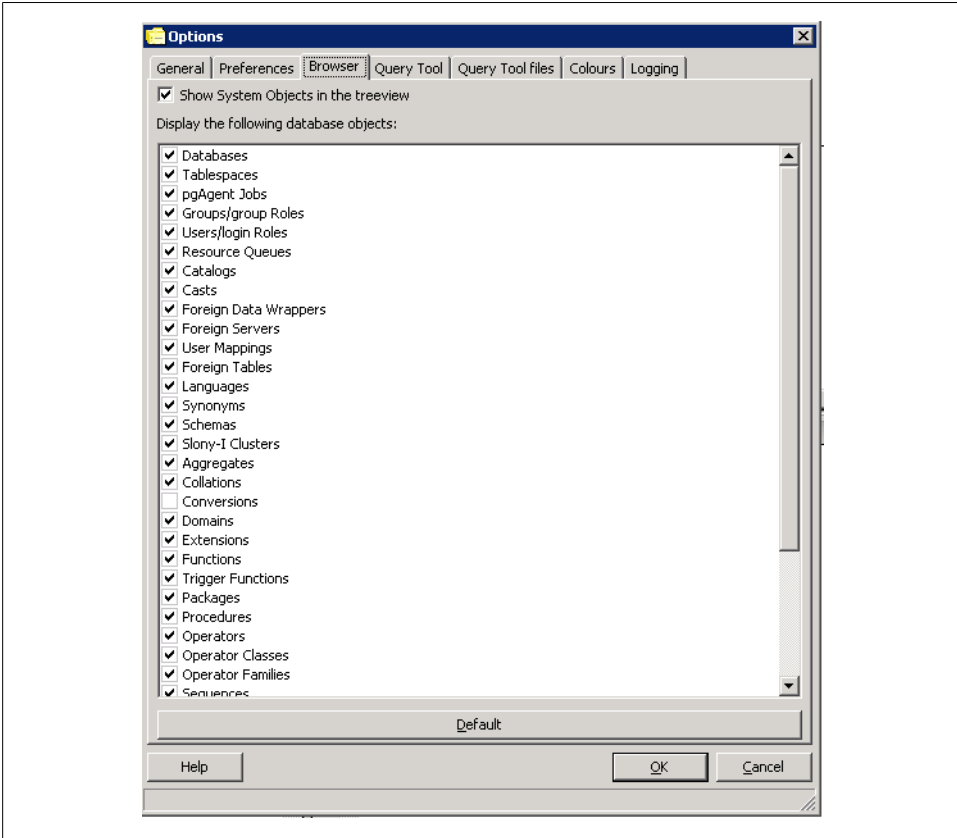 Options
General Preferences Browser Query Tool Query Tool files Colours Logging
Show System Objects in the treeview
Display the following database objects:
Databases
Tablespaces
pgAgent Jobs
Groups/group Roles
Users/login Roles
Resource Queues
Catalogs
Casts
Foreign Data Wrappers
Foreign Servers
User Mappings
Foreign Tables
Languages
Synonyms
Schemas
Slony-I Clusters
Aggregates
Collations
Conversions
Domains
Extensions
Functions
Trigger Functions
Packages
Procedures
Operators
Operator Classes
Operator Families
Sequences
Default
Help OK Cancel